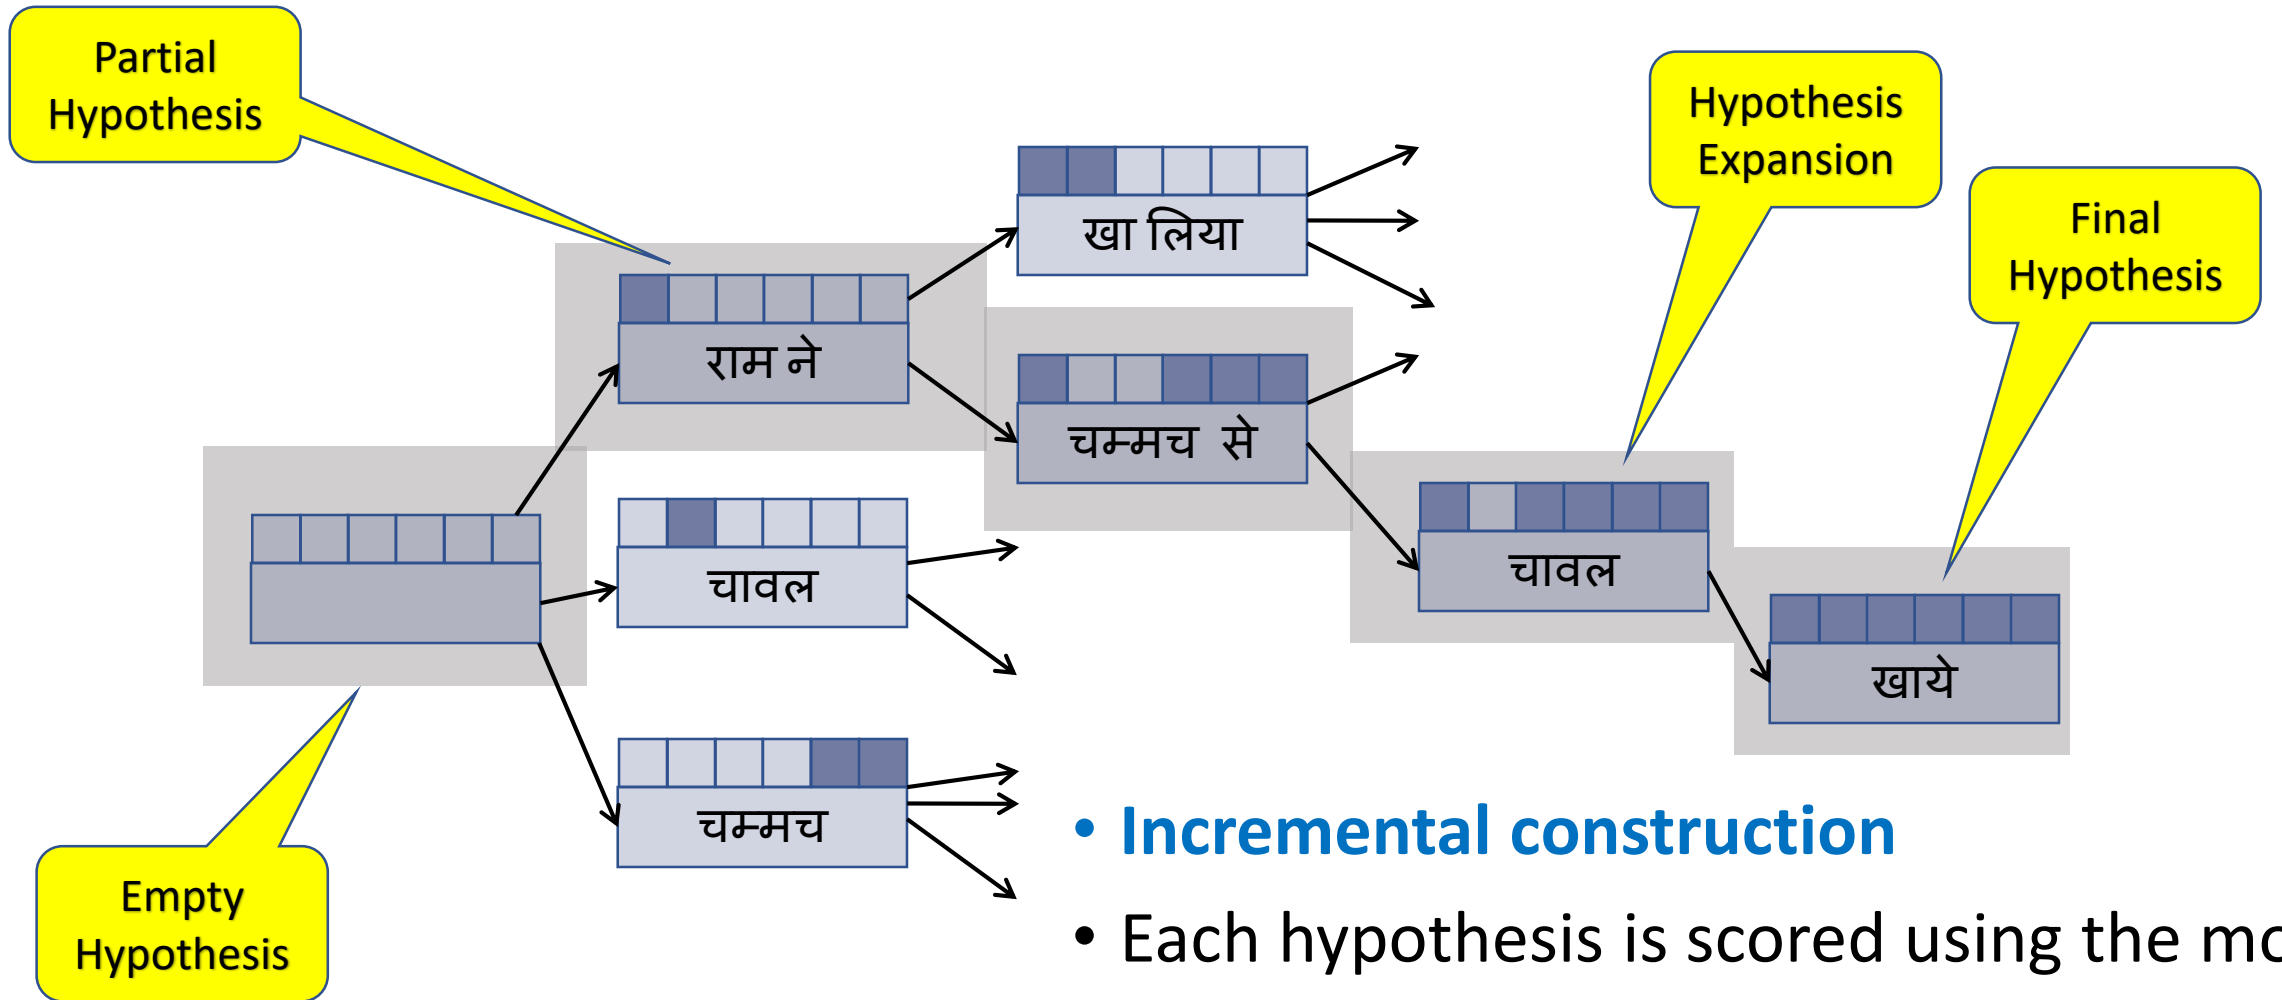 Partial
Hypothesis
Hypothesis
Expansion
Final
Hypothesis
खा लिया
राम ने
चम्मच से
चावल
चावल
खाये
चम्मच
Empty
Hypothesis
• Incremental construction
• Each hypothesis is scored using the